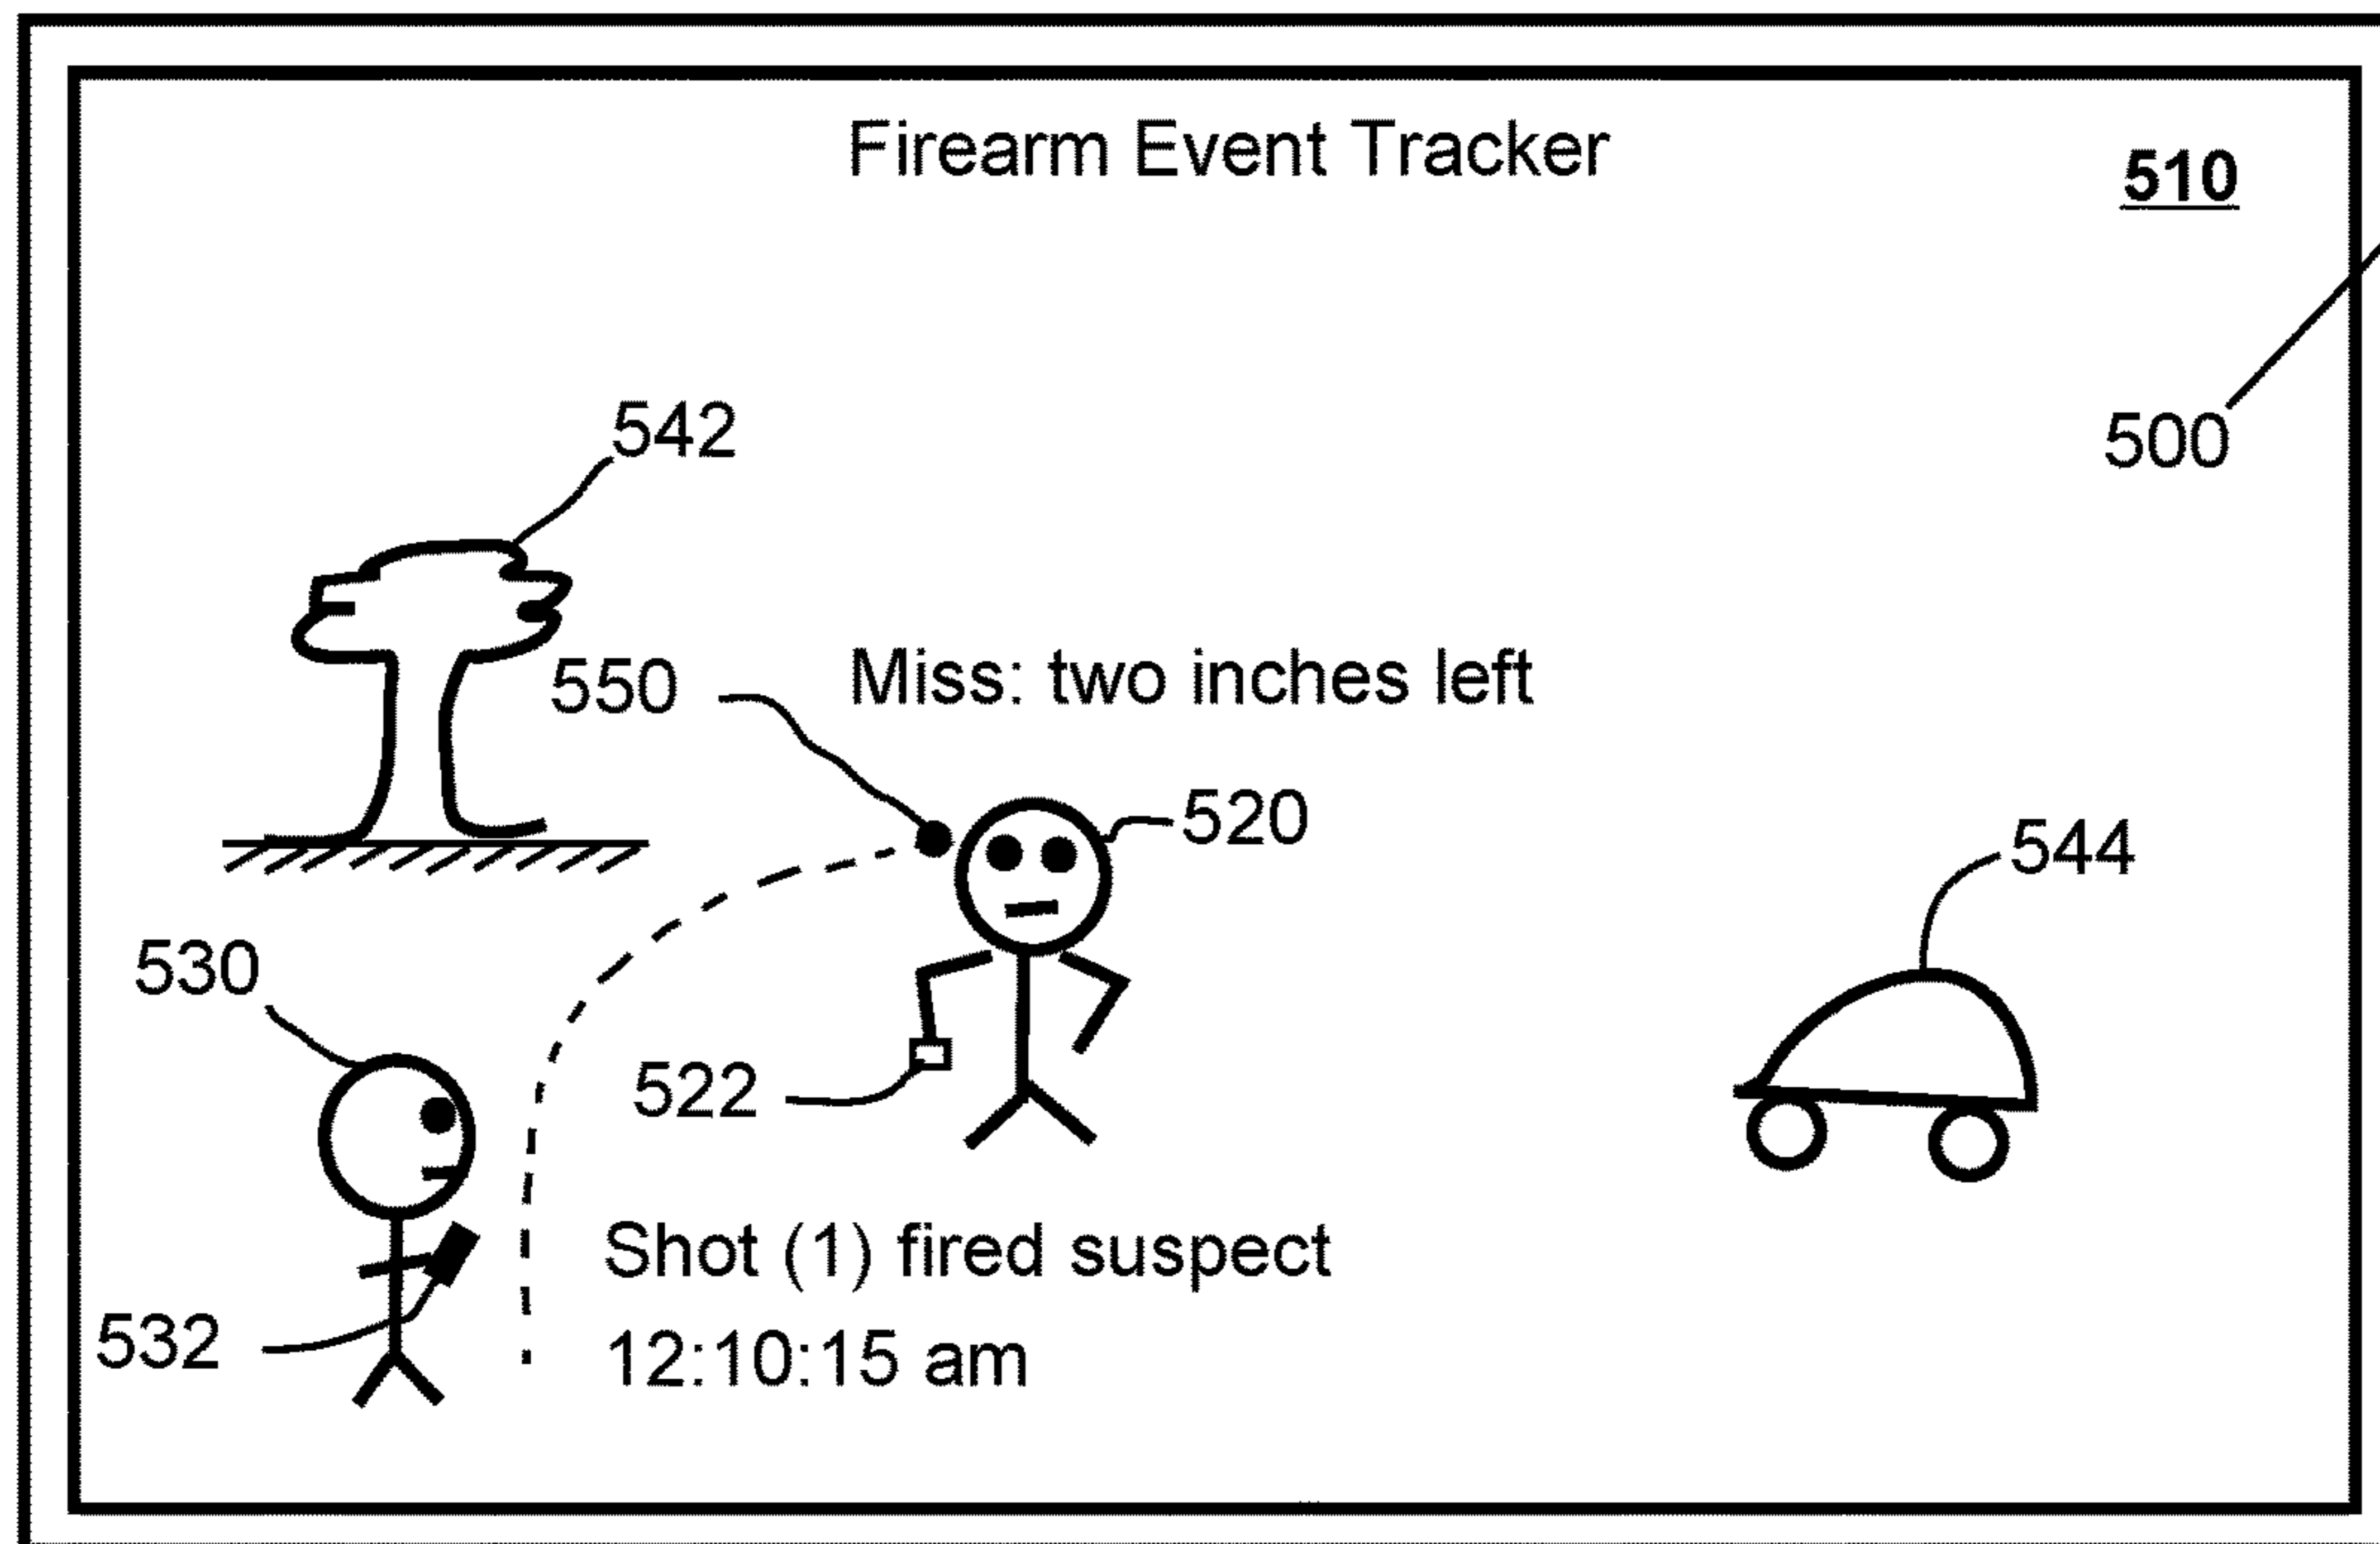 Firearm Event Tracker
510
500
542
550
Miss: two inches left
520
544
530
522
Shot (1) fired suspect
532
12:10:15 am